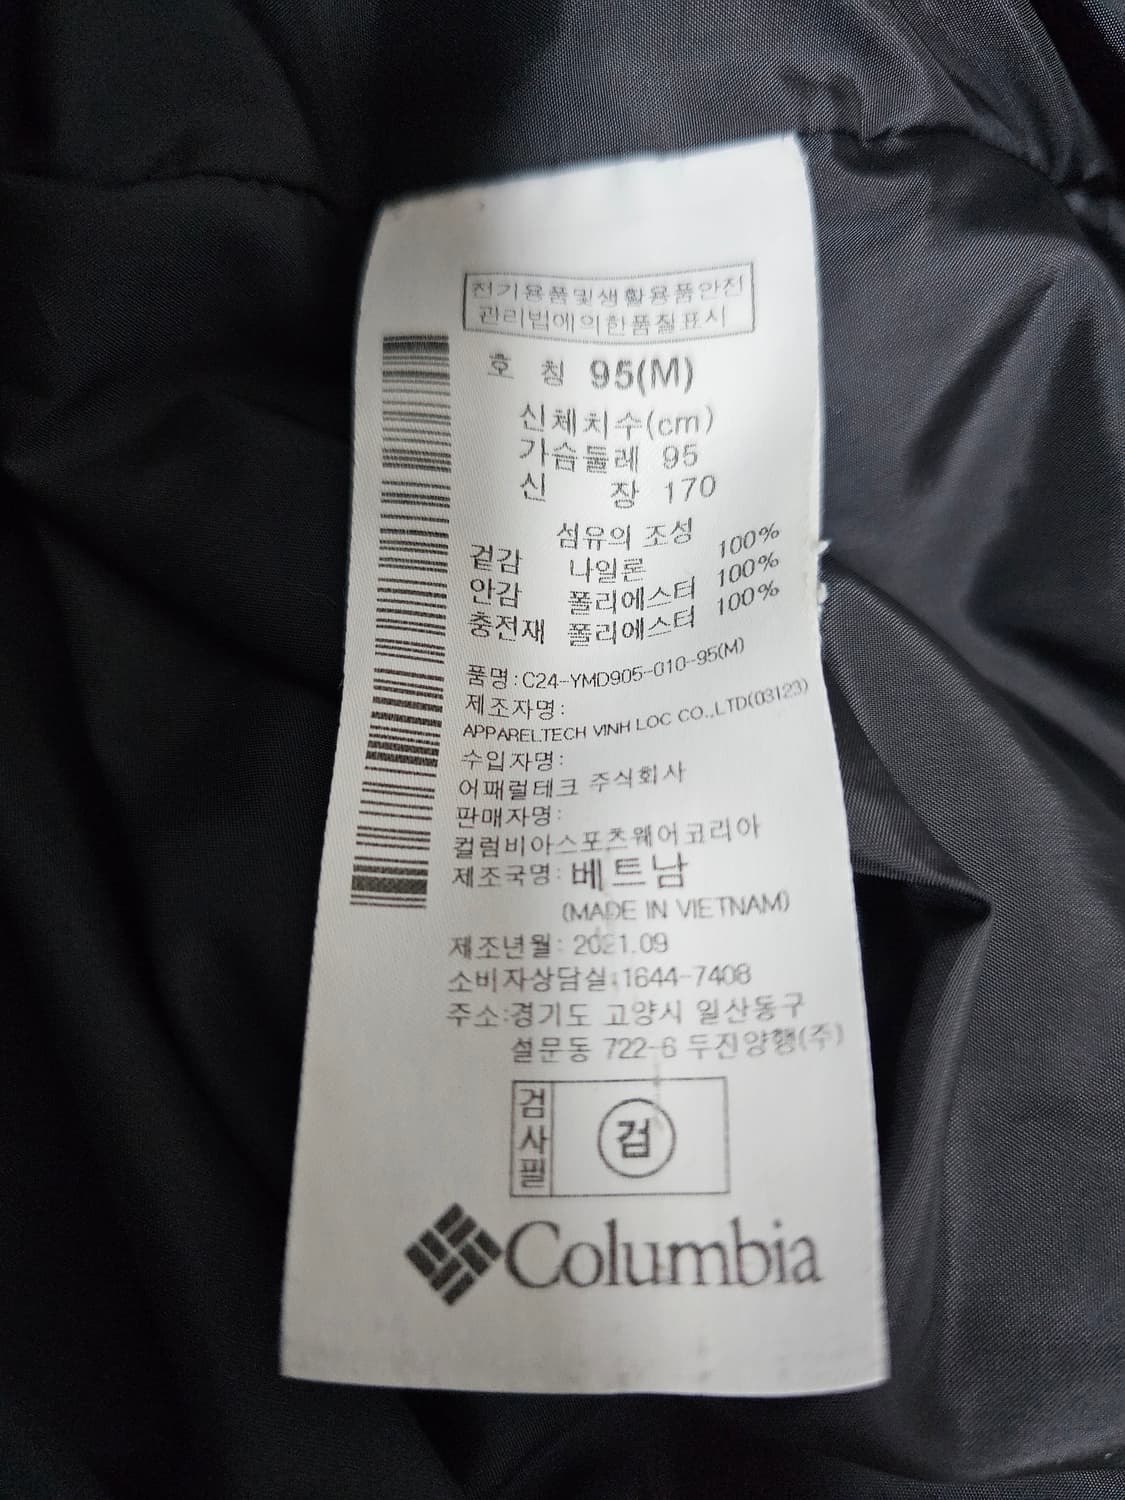 전기용품및생활용품안전
관리법에의한품질표시
호 칭 95(M)
신체치수(cm)
가슴둘레 95
신 장 170
섬유의 조성
겉감 나일론 100%
안감 폴리에스터 100%
충전재 폴리에스터 100%
품명:C24-YMD905-010-95(M)
제조자명:
APPARELTECH VINH LOC CO.,LTD(03123)
수입자명:
어패럴테크 주식회사
판매자명:
컬럼비아스포츠웨어코리아
제조국명: 베트남
(MADE IN VIETNAM)
제조년월: 2021.09
소비자상담실:1644-7408
주소:경기도 고양시 일산동구
설문동 722-6 두진양행(주)
검사필 검
Columbia